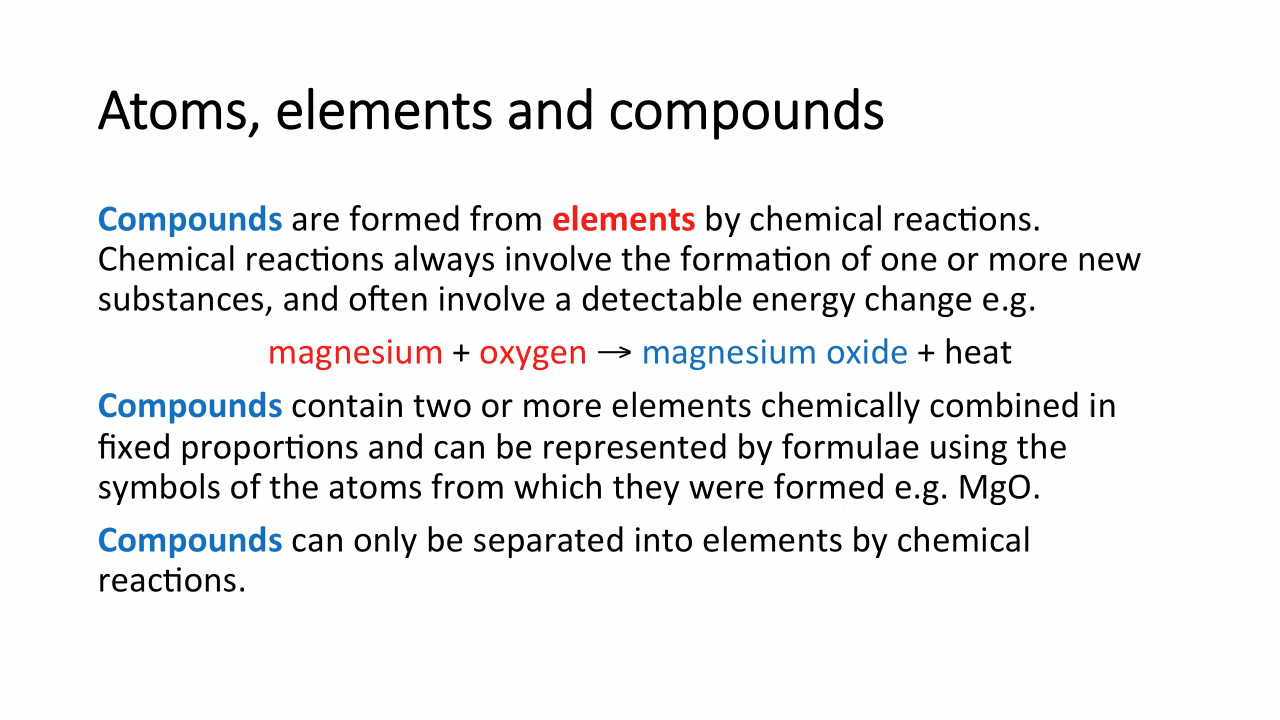 Atoms, elements and compounds
Compounds are formed from elements by chemical reactions.
Chemical reactions always involve the formation of one or more new
substances, and often involve a detectable energy change e.g.
magnesium + oxygen → magnesium oxide + heat
Compounds contain two or more elements chemically combined in
fixed proportions and can be represented by formulae using the
symbols of the atoms from which they were formed e.g. MgO.
Compounds can only be separated into elements by chemical
reactions.